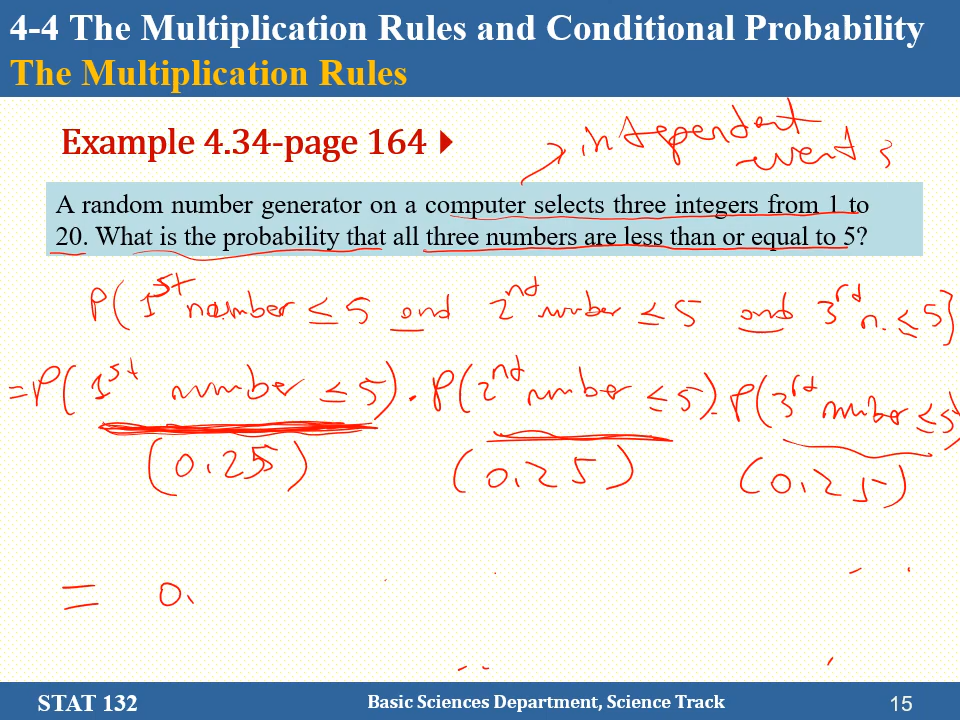 4-4 The Multiplication Rules and Conditional Probability
The Multiplication Rules
Example 4.34-page 164
independent
events
A random number generator on a computer selects three integers from 1 to
20. What is the probability that all three numbers are less than or equal to 5?
P( 1st number ≤ 5 and 2nd number ≤ 5 and 3rd n. ≤ 5)
= P( 1st number ≤ 5) . P( 2nd number ≤ 5) . P( 3rd number ≤ 5)
(0.25) (0.25) (0.25)
= 0.
STAT 132 Basic Sciences Department, Science Track 15